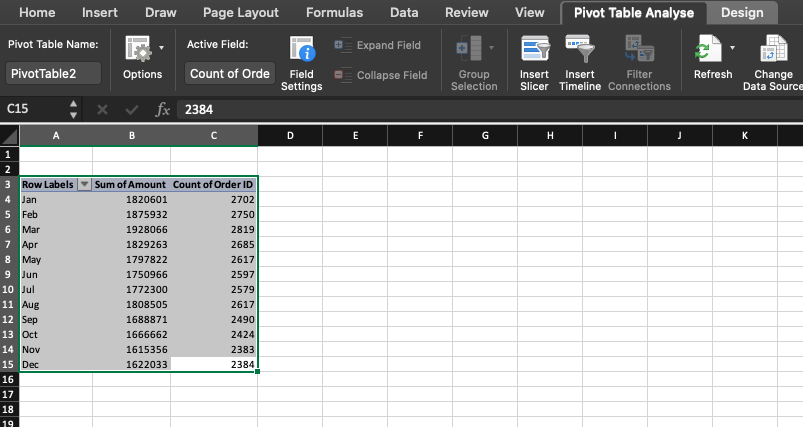 Home Insert Draw Page Layout Formulas Data Review View Pivot Table Analyse Design
Pivot Table Name:
PivotTable2
Options
Active Field:
Count of Orde
Field
Settings
Expand Field
Collapse Field
Group
Selection
Insert
Slicer
Insert
Timeline
Filter
Connections
Refresh
Change
Data Source
C15 fx 2384
A B C D E F G H I J K
1
2
3 Row Labels Sum of Amount Count of Order ID
4 Jan 1820601 2702
5 Feb 1875932 2750
6 Mar 1928066 2819
7 Apr 1829263 2685
8 May 1797822 2617
9 Jun 1750966 2597
10 Jul 1772300 2579
11 Aug 1808505 2617
12 Sep 1688871 2490
13 Oct 1666662 2424
14 Nov 1615356 2383
15 Dec 1622033 2384
16
17
18
19